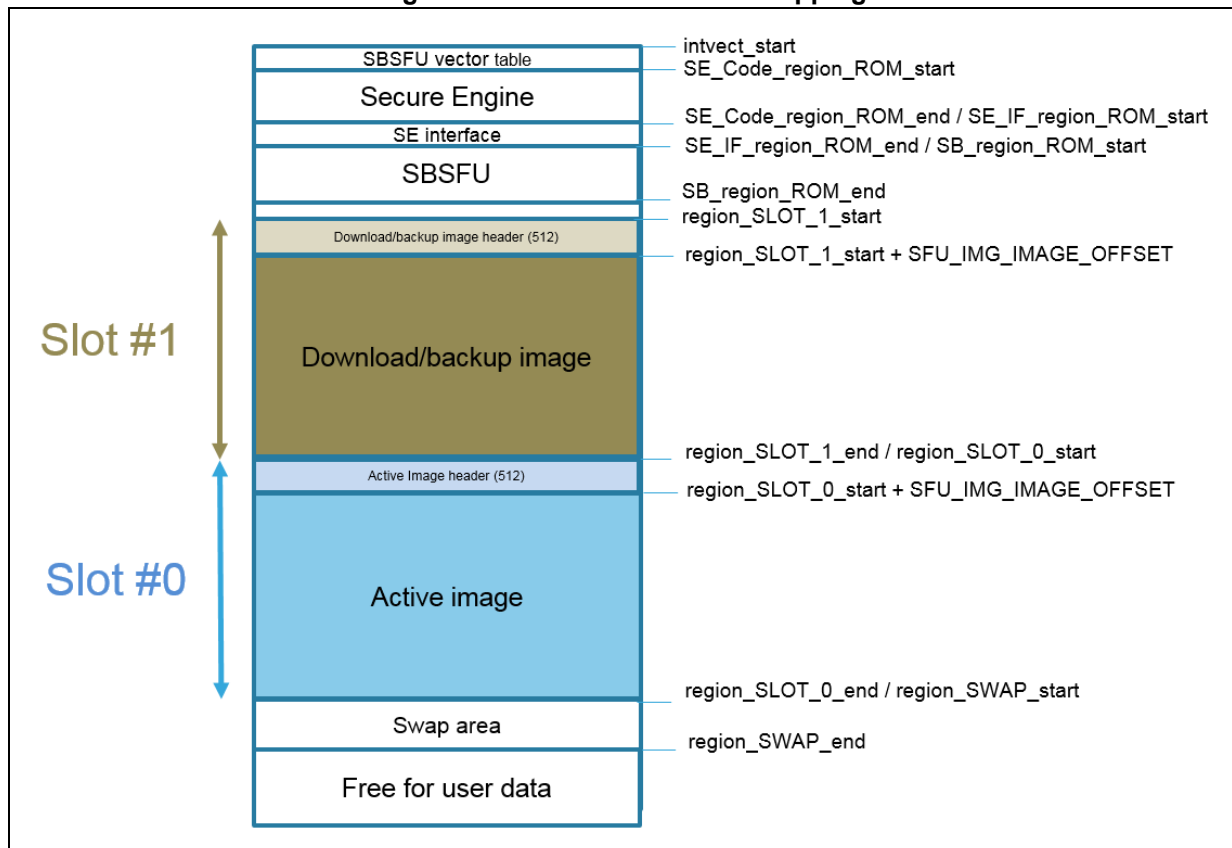 SBSFU vector table
Secure Engine
SE interface
SBSFU
Download/backup image header (512)
Download/backup image
Active Image header (512)
Active image
Swap area
Free for user data
Slot #1
Slot #0
intvect_start
SE_Code_region_ROM_start
SE_Code_region_ROM_end / SE_IF_region_ROM_start
SE_IF_region_ROM_end / SB_region_ROM_start
SB_region_ROM_end
region_SLOT_1_start
region_SLOT_1_start + SFU_IMG_IMAGE_OFFSET
region_SLOT_1_end / region_SLOT_0_start
region_SLOT_0_start + SFU_IMG_IMAGE_OFFSET
region_SLOT_0_end / region_SWAP_start
region_SWAP_end